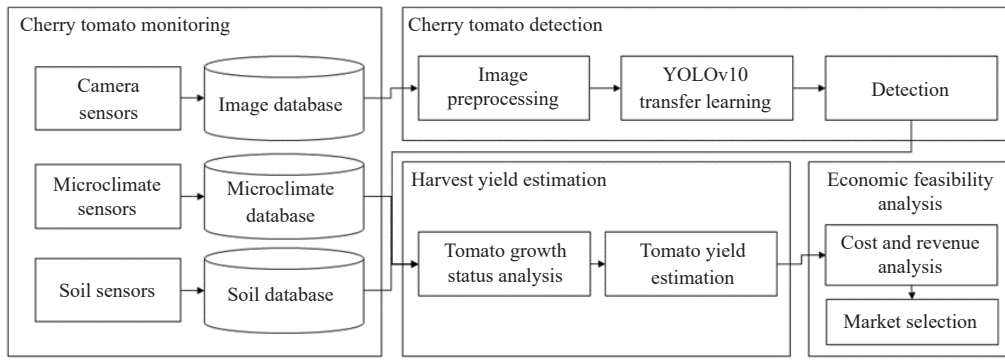 Cherry tomato monitoring
Camera
sensors
Image database
Microclimate
sensors
Microclimate
database
Soil sensors
Soil database
Cherry tomato detection
Image
preprocessing
YOLOv10
transfer learning
Detection
Harvest yield estimation
Tomato growth
status analysis
Tomato yield
estimation
Economic feasibility
analysis
Cost and revenue
analysis
Market selection